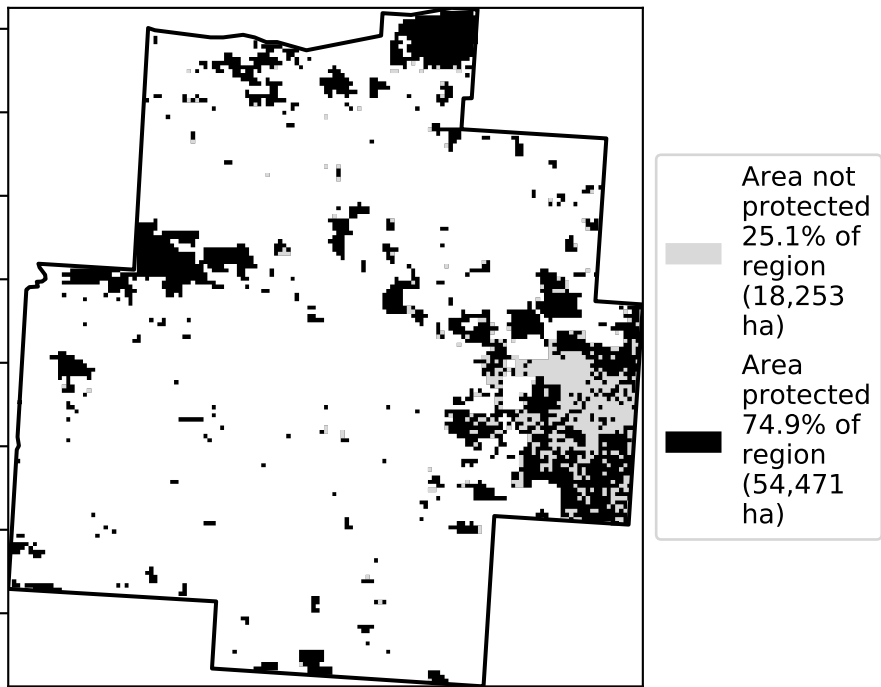 Area not
protected
25.1% of
region
(18,253
ha)
Area
protected
74.9% of
region
(54,471
ha)